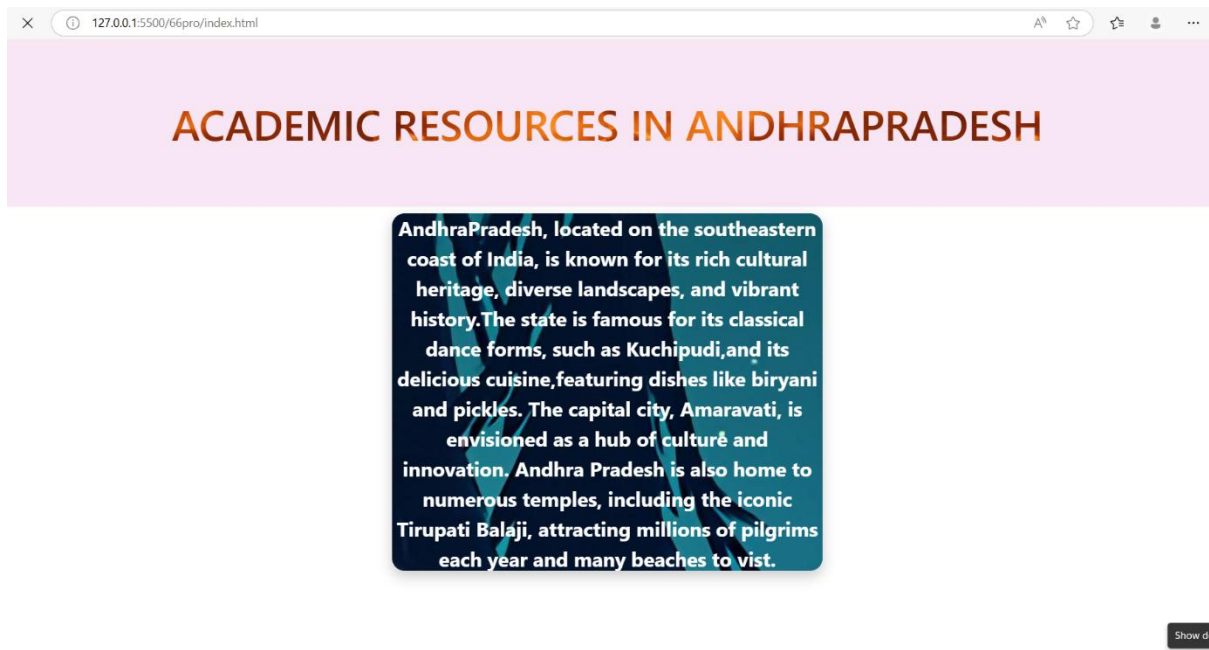 127.0.0.1:5500/66pro/index.html
ACADEMIC RESOURCES IN ANDHRAPRADESH
AndhraPradesh, located on the southeastern
coast of India, is known for its rich cultural
heritage, diverse landscapes, and vibrant
history.The state is famous for its classical
dance forms, such as Kuchipudi,and its
delicious cuisine,featuring dishes like biryani
and pickles. The capital city, Amaravati, is
envisioned as a hub of culture and
innovation. Andhra Pradesh is also home to
numerous temples, including the iconic
Tirupati Balaji, attracting millions of pilgrims
each year and many beaches to vist.
Show d